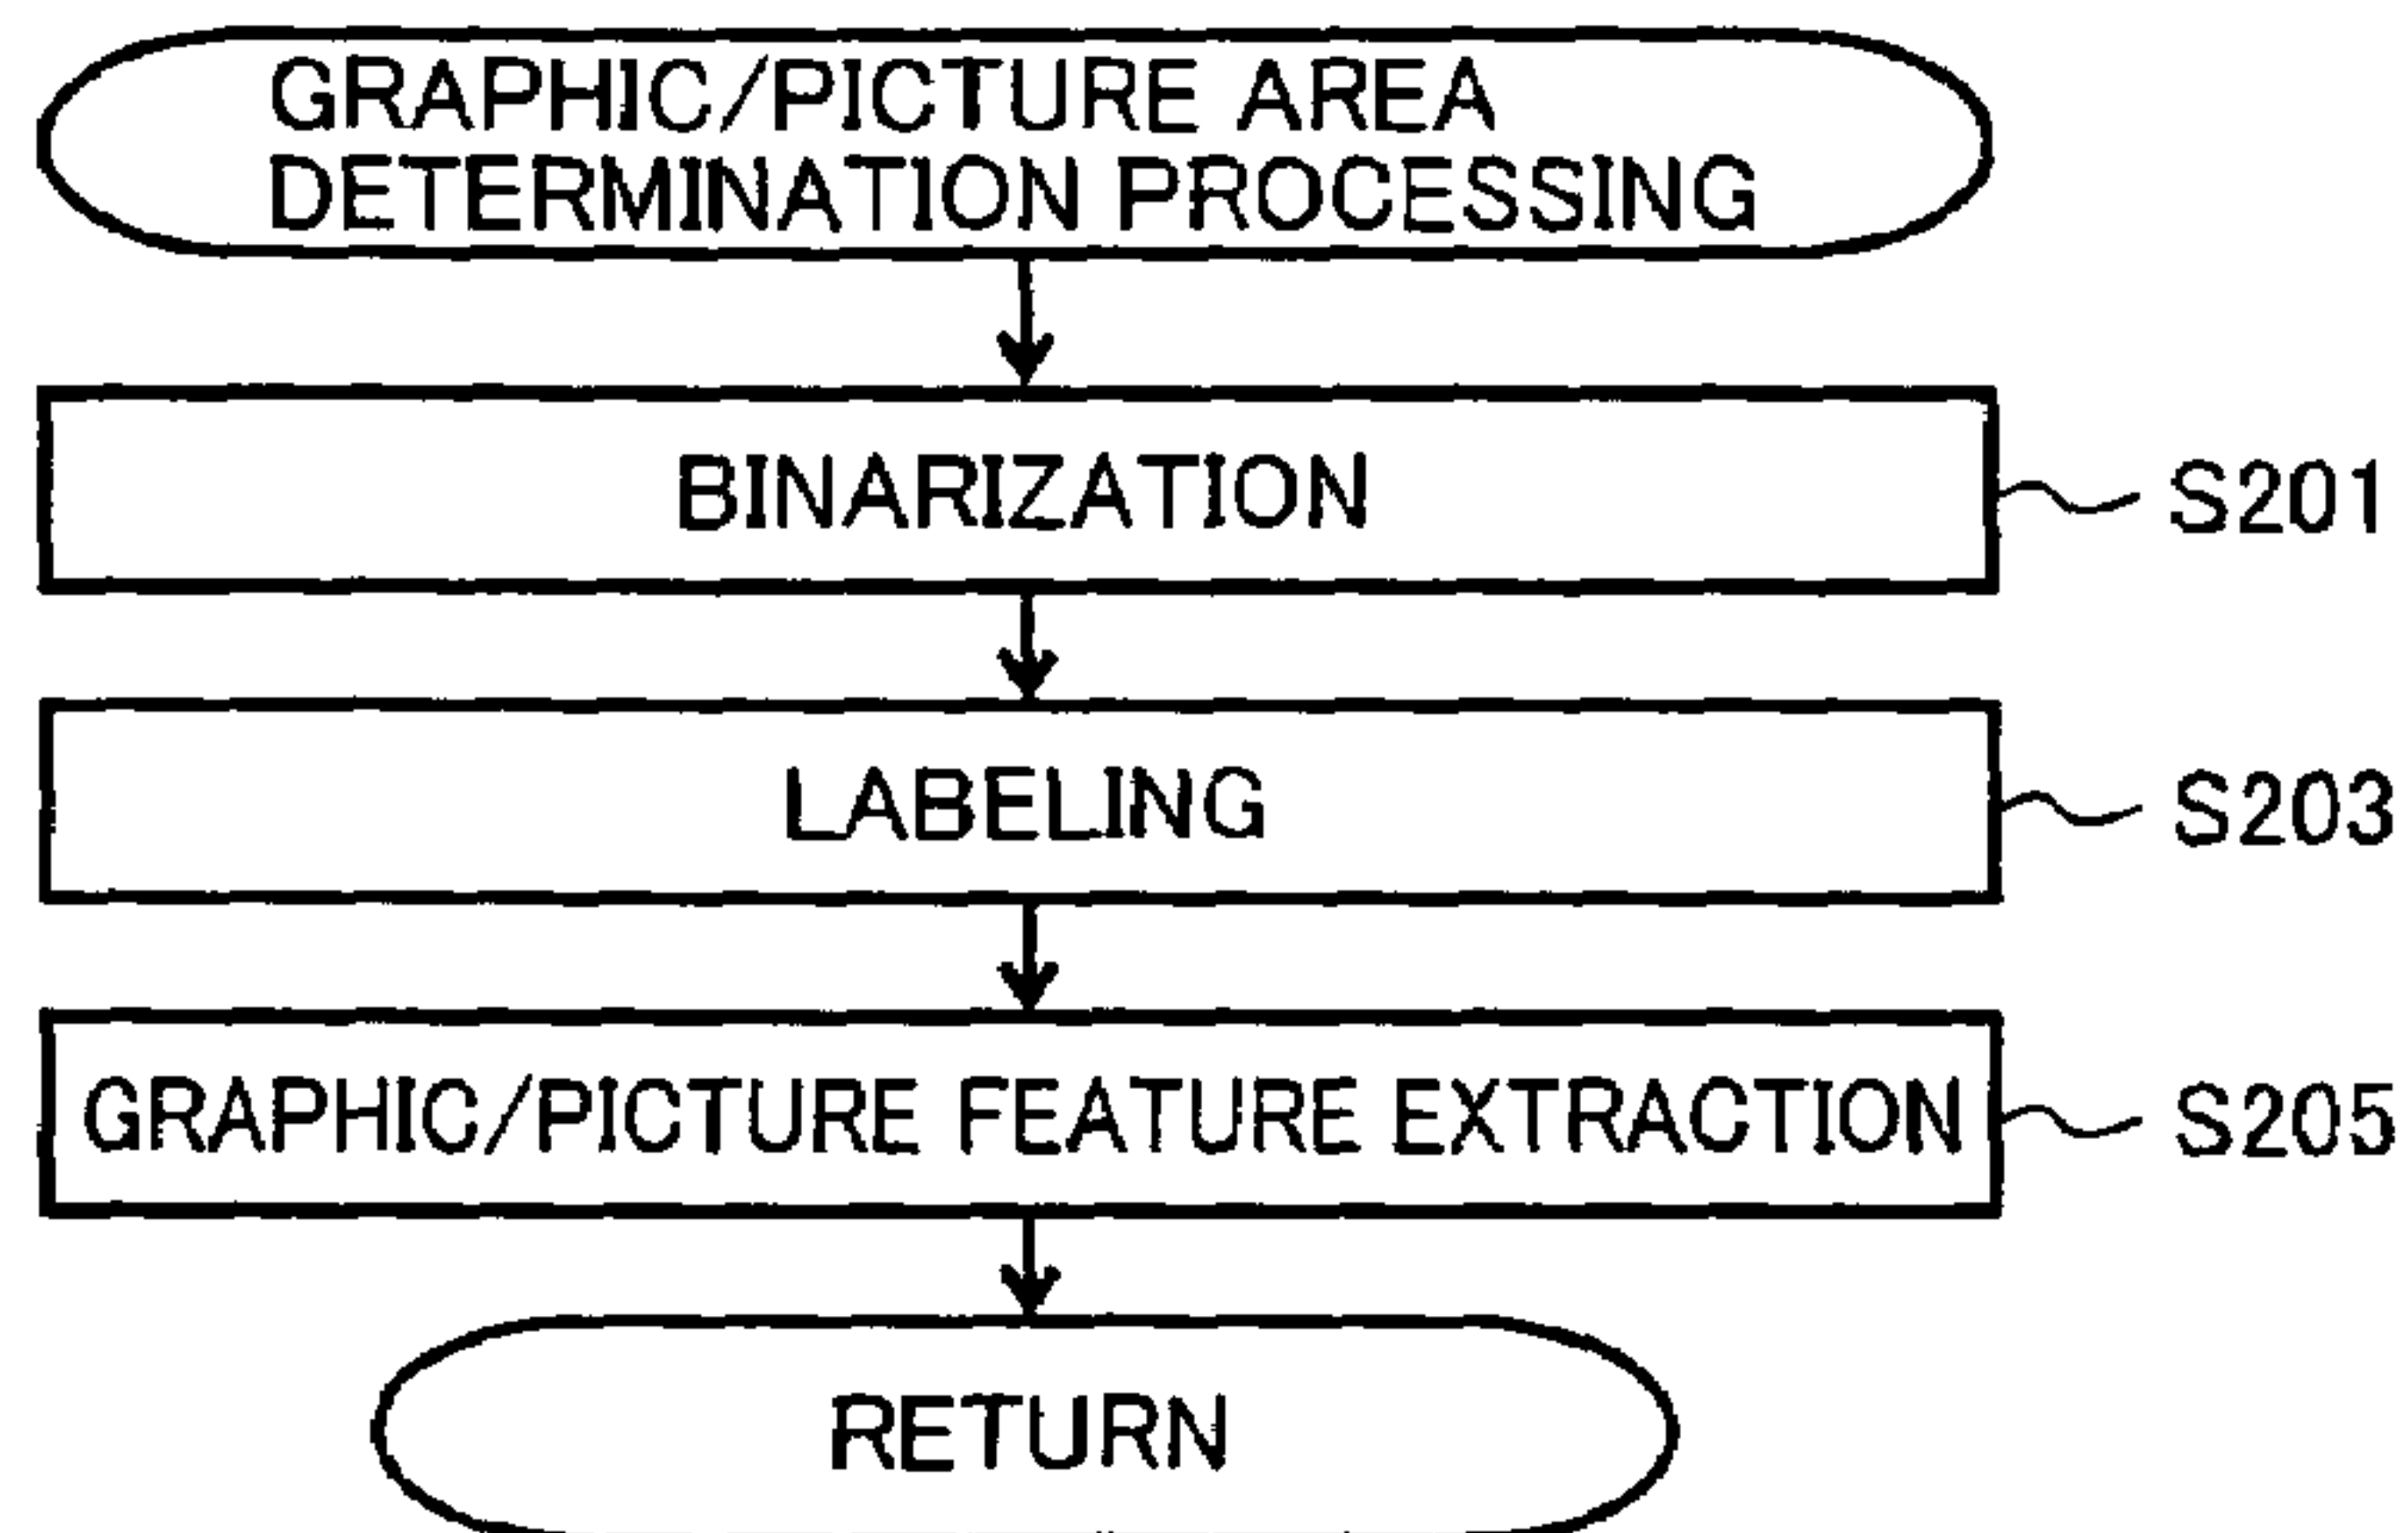 GRAPHIC/PICTURE AREA
DETERMINATION PROCESSING
BINARIZATION
S201
LABELING
S203
GRAPHIC/PICTURE FEATURE EXTRACTION
S205
RETURN